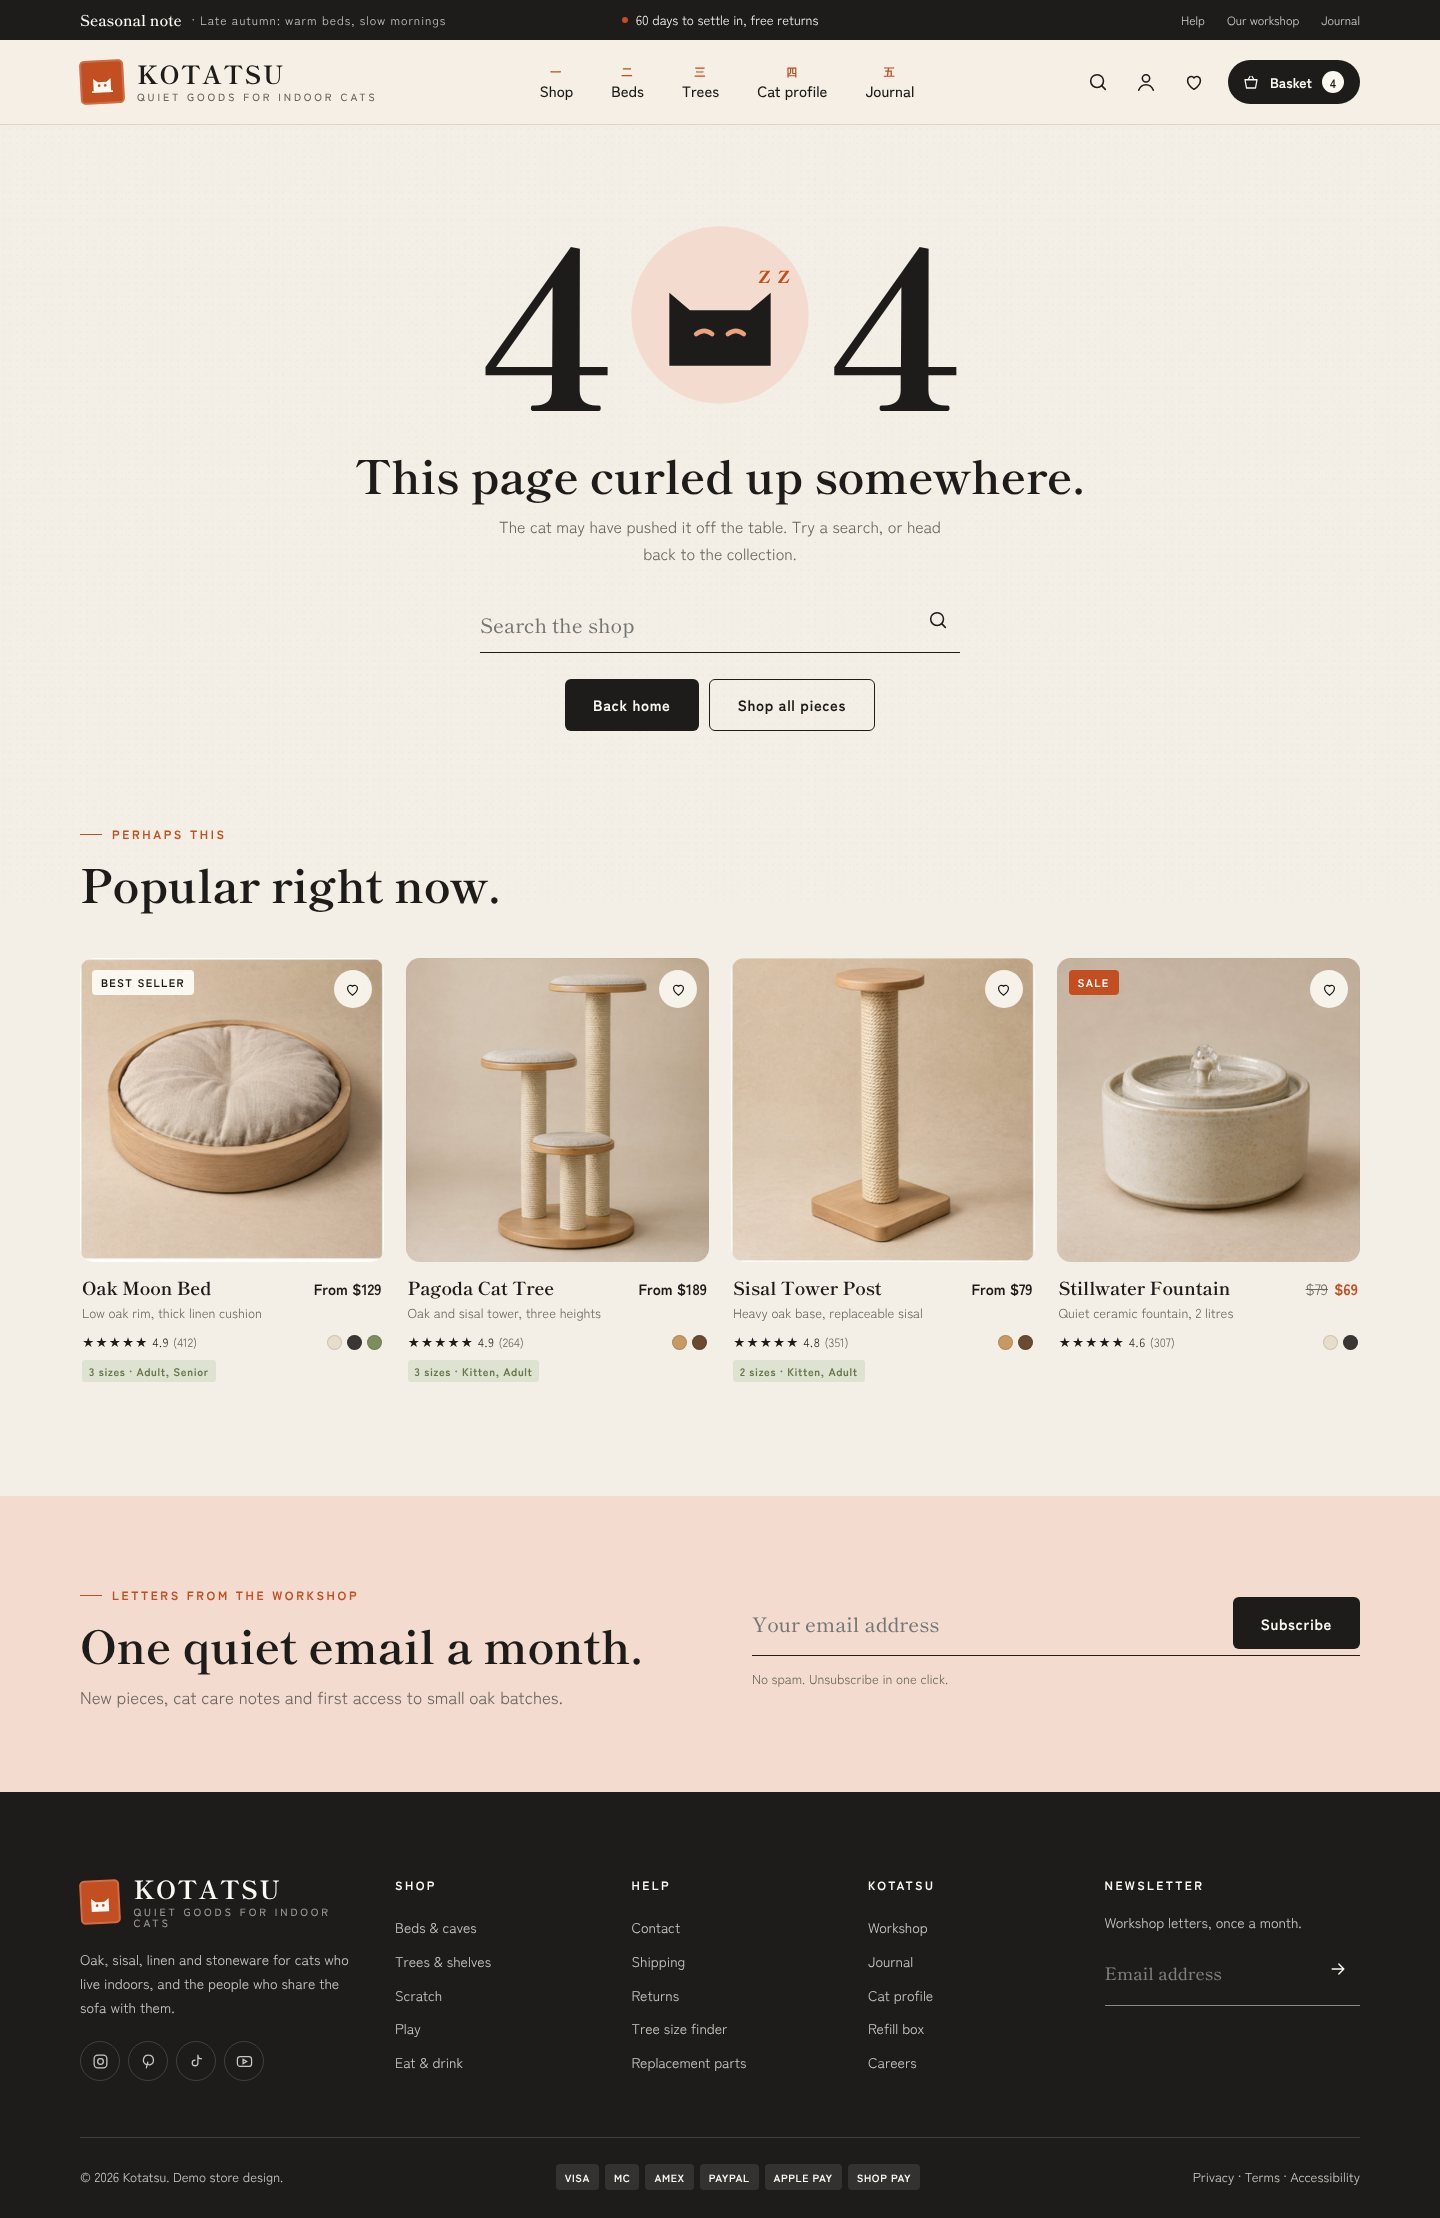 Seasonal note · Late autumn: warm beds, slow mornings
60 days to settle in, free returns
Help Our workshop Journal
KOTATSU
QUIET GOODS FOR INDOOR CATS
一 二 三 四 五
Shop Beds Trees Cat profile Journal
Basket 4
z z
4 4
This page curled up somewhere.
The cat may have pushed it off the table. Try a search, or head
back to the collection.
Search the shop
Back home Shop all pieces
PERHAPS THIS
Popular right now.
BEST SELLER
SALE
Oak Moon Bed From $129
Low oak rim, thick linen cushion
★★★★★ 4.9 (412)
3 sizes · Adult, Senior
Pagoda Cat Tree From $189
Oak and sisal tower, three heights
★★★★★ 4.9 (264)
3 sizes · Kitten, Adult
Sisal Tower Post From $79
Heavy oak base, replaceable sisal
★★★★★ 4.8 (351)
2 sizes · Kitten, Adult
Stillwater Fountain $79 $69
Quiet ceramic fountain, 2 litres
★★★★★ 4.6 (307)
LETTERS FROM THE WORKSHOP
One quiet email a month.
New pieces, cat care notes and first access to small oak batches.
Your email address Subscribe
No spam. Unsubscribe in one click.
KOTATSU
QUIET GOODS FOR INDOOR
CATS
Oak, sisal, linen and stoneware for cats who
live indoors, and the people who share the
sofa with them.
SHOP
Beds & caves
Trees & shelves
Scratch
Play
Eat & drink
HELP
Contact
Shipping
Returns
Tree size finder
Replacement parts
KOTATSU
Workshop
Journal
Cat profile
Refill box
Careers
NEWSLETTER
Workshop letters, once a month.
Email address
© 2026 Kotatsu. Demo store design.
VISA MC AMEX PAYPAL APPLE PAY SHOP PAY
Privacy · Terms · Accessibility